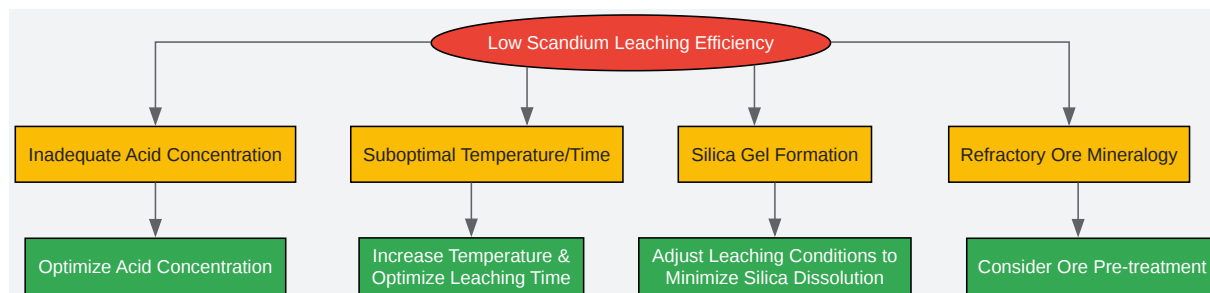 Low Scandium Leaching Efficiency
Inadequate Acid Concentration
Suboptimal Temperature/Time
Silica Gel Formation
Refractory Ore Mineralogy
Optimize Acid Concentration
Increase Temperature &
Optimize Leaching Time
Adjust Leaching Conditions to
Minimize Silica Dissolution
Consider Ore Pre-treatment